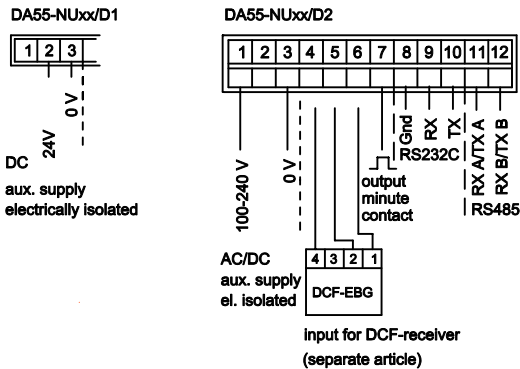 DA55-NUxx/D1
1 2 3
24V
0 V
DC
aux. supply
electrically isolated
DA55-NUxx/D2
1 2 3 4 5 6 7 8 9 10 11 12
100-240 V
0 V
Gnd
RX
TX
RX A/TX A
RX B/TX B
RS232C
RS485
output
minute
contact
AC/DC
aux. supply
el. isolated
4 3 2 1
DCF-EBG
input for DCF-receiver
(separate article)